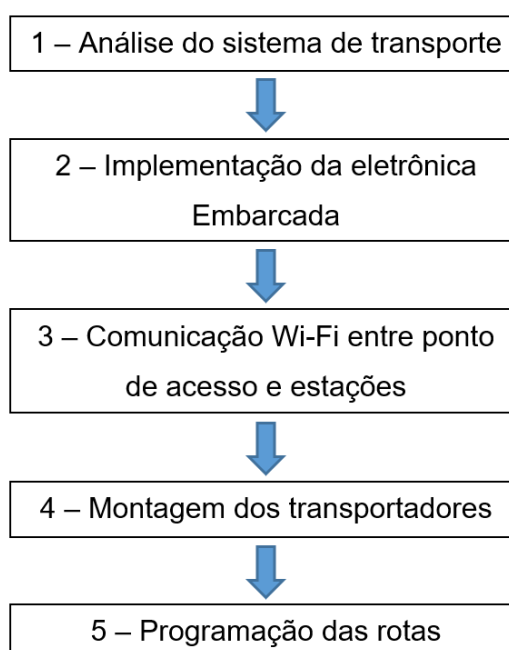 1 – Análise do sistema de transporte
2 – Implementação da eletrônica
Embarcada
3 – Comunicação Wi-Fi entre ponto
de acesso e estações
4 – Montagem dos transportadores
5 – Programação das rotas